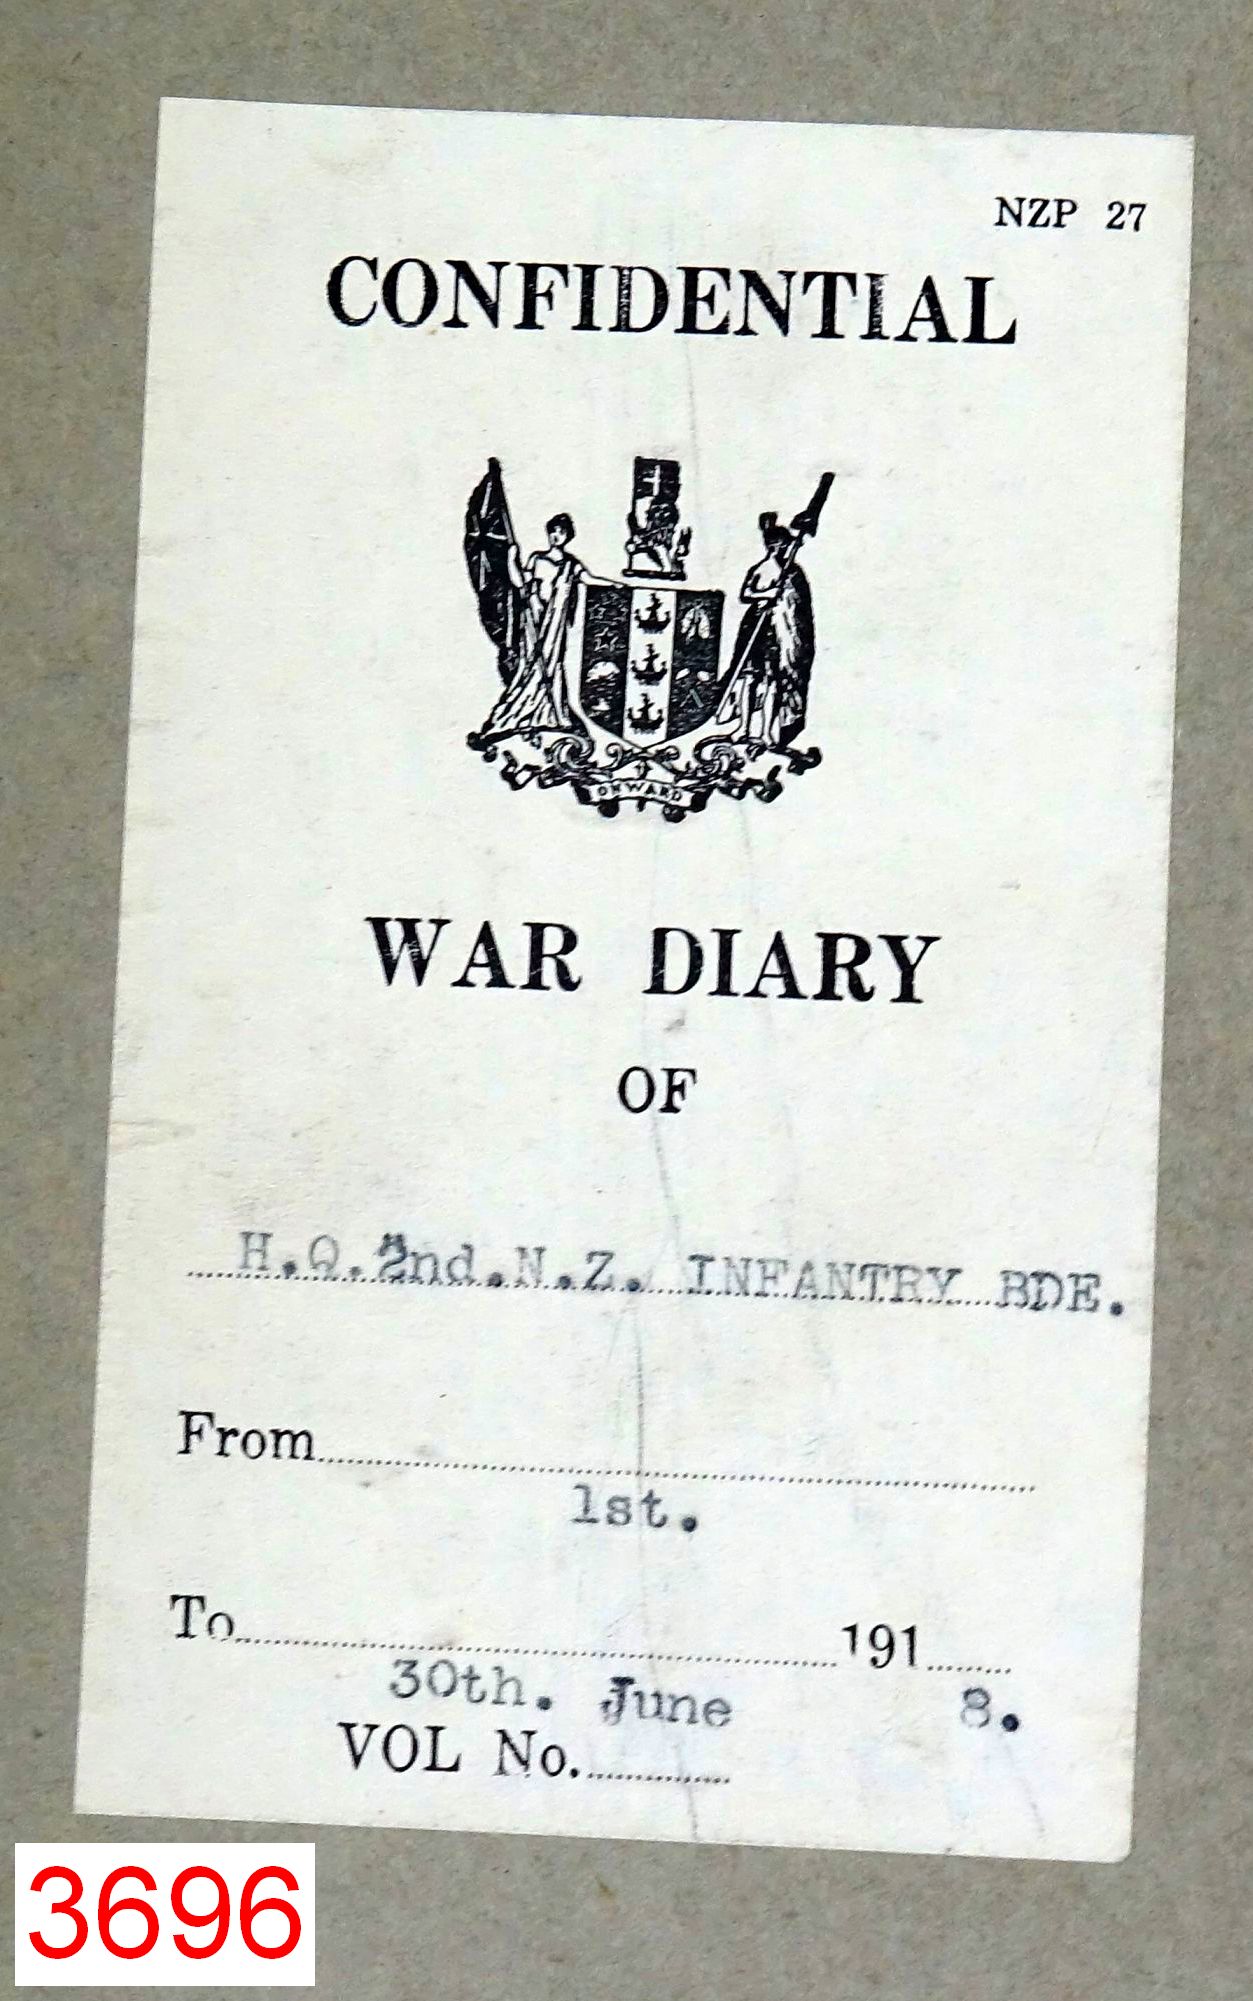 NZP 27
CONFIDENTIAL
ONWARD
WAR DIARY
OF
H.Q. 2nd. N.Z. INFANTRY BDE.
From
1st.
To 191
30th. June 8.
VOL No.
3696